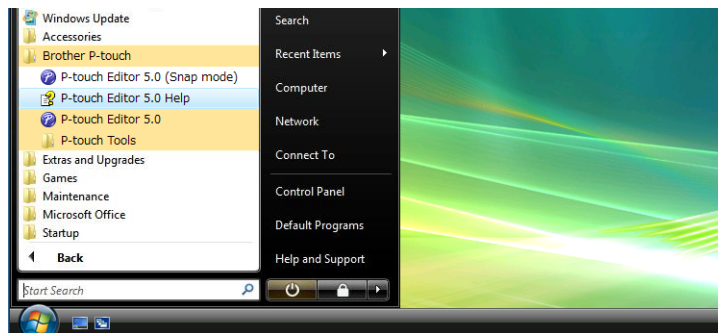 Windows Update
Accessories
Brother P-touch
P-touch Editor 5.0 (Snap mode)
P-touch Editor 5.0 Help
P-touch Editor 5.0
P-touch Tools
Extras and Upgrades
Games
Maintenance
Microsoft Office
Startup
Back
Start Search
Search
Recent Items
Computer
Network
Connect To
Control Panel
Default Programs
Help and Support